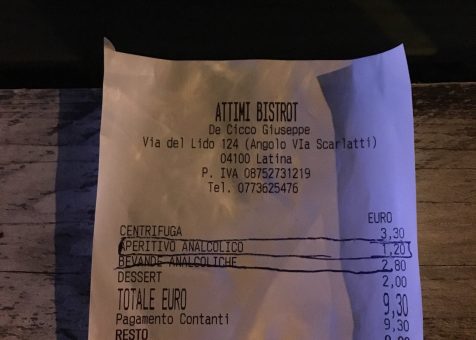 ATTIMI BISTROT
De Cicco Giuseppe
Via del Lido 124 (Angolo VIa Scarlatti)
04100 Latina
P. IVA 08752731219
Tel. 0773625476
EURO
CENTRIFUGA 3,30
APERITIVO ANALCOLICO 1,20
BEVANDE ANALCOLICHE 2,80
DESSERT 2,00
TOTALE EURO 9,30
Pagamento Contanti 9,30
RESTO